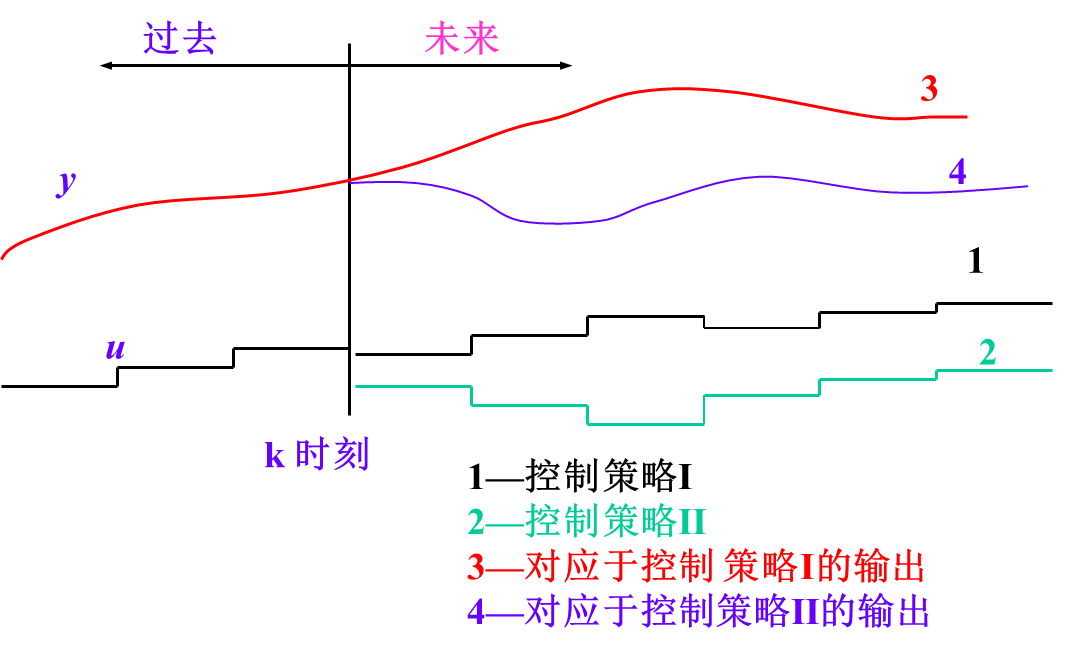 过去
未来
3
y
4
1
u
2
k 时刻
1—控制策略I
2—控制策略II
3—对应于控制 策略I的输出
4—对应于控制策略II的输出